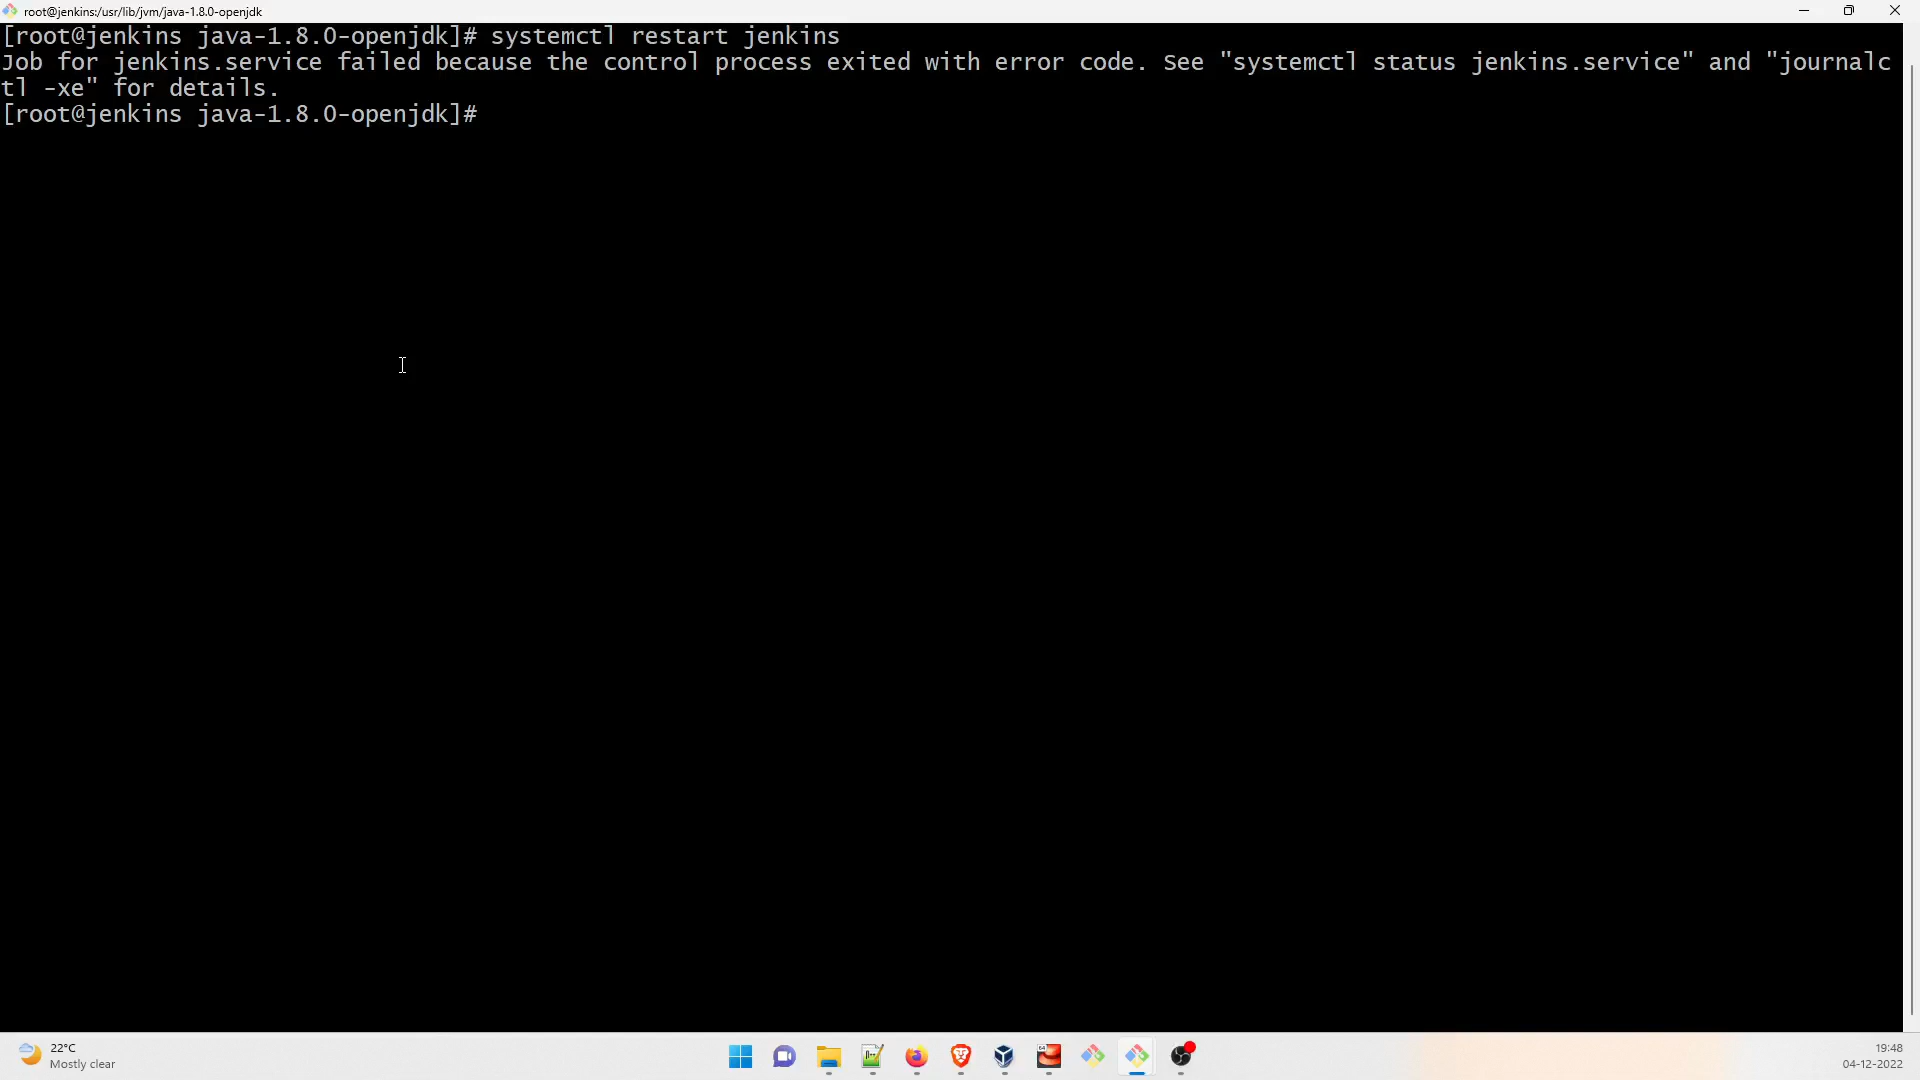 root@jenkins:/usr/lib/jvm/java-1.8.0-openjdk
[root@jenkins java-1.8.0-openjdk]# systemctl restart jenkins
Job for jenkins.service failed because the control process exited with error code. See "systemctl status jenkins.service" and "journalc
tl -xe" for details.
[root@jenkins java-1.8.0-openjdk]#
22°C
Mostly clear
64
19:48
04-12-2022